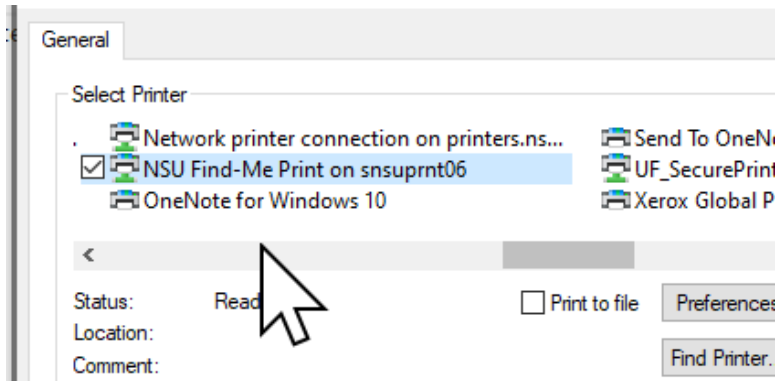 General
Select Printer
Network printer connection on printers.ns...
NSU Find-Me Print on snsuprnt06
OneNote for Windows 10
Send To OneN
UF_SecurePrint
Xerox Global P
Status: Read
Location:
Comment:
Print to file
Preferences
Find Printer.